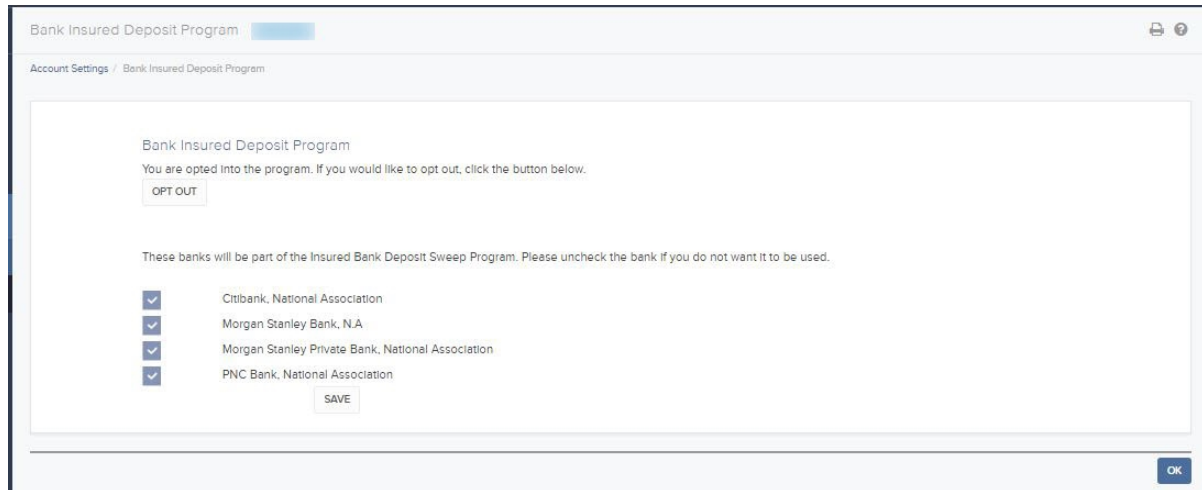 Bank Insured Deposit Program
Account Settings / Bank Insured Deposit Program
Bank Insured Deposit Program
You are opted into the program. If you would like to opt out, click the button below.
OPT OUT
These banks will be part of the Insured Bank Deposit Sweep Program. Please uncheck the bank if you do not want it to be used.
Citibank, National Association
Morgan Stanley Bank, N.A
Morgan Stanley Private Bank, National Association
PNC Bank, National Association
SAVE
OK